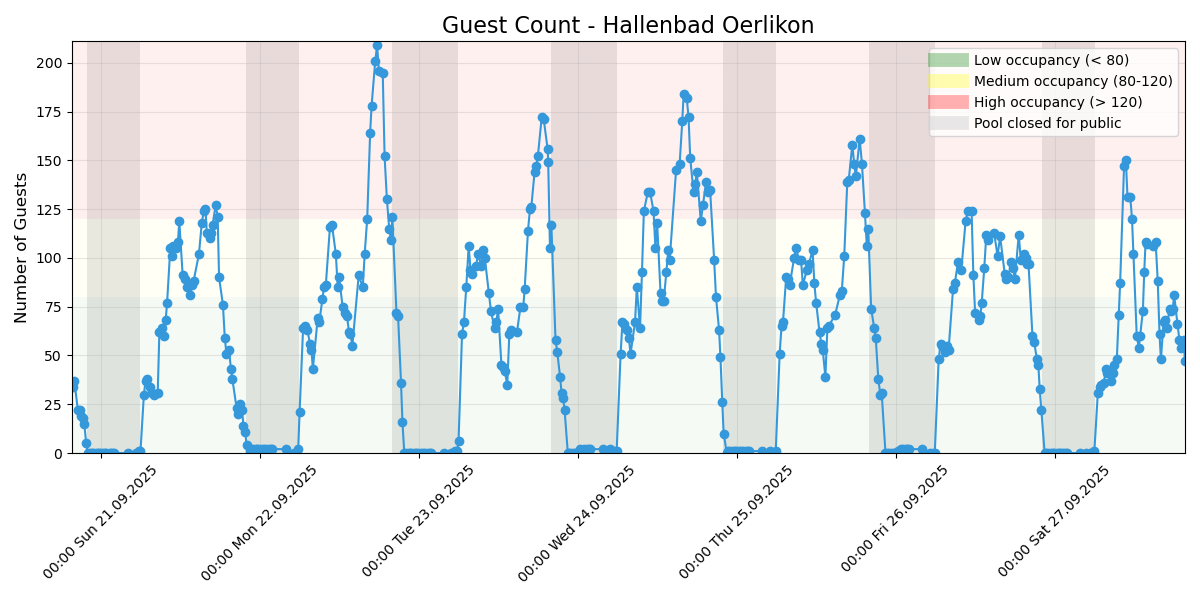 Guest Count - Hallenbad Oerlikon
Number of Guests
200
175
150
125
100
75
50
25
0
Low occupancy (< 80)
Medium occupancy (80-120)
High occupancy (> 120)
Pool closed for public
00:00 Sun 21.09.2025
00:00 Mon 22.09.2025
00:00 Tue 23.09.2025
00:00 Wed 24.09.2025
00:00 Thu 25.09.2025
00:00 Fri 26.09.2025
00:00 Sat 27.09.2025